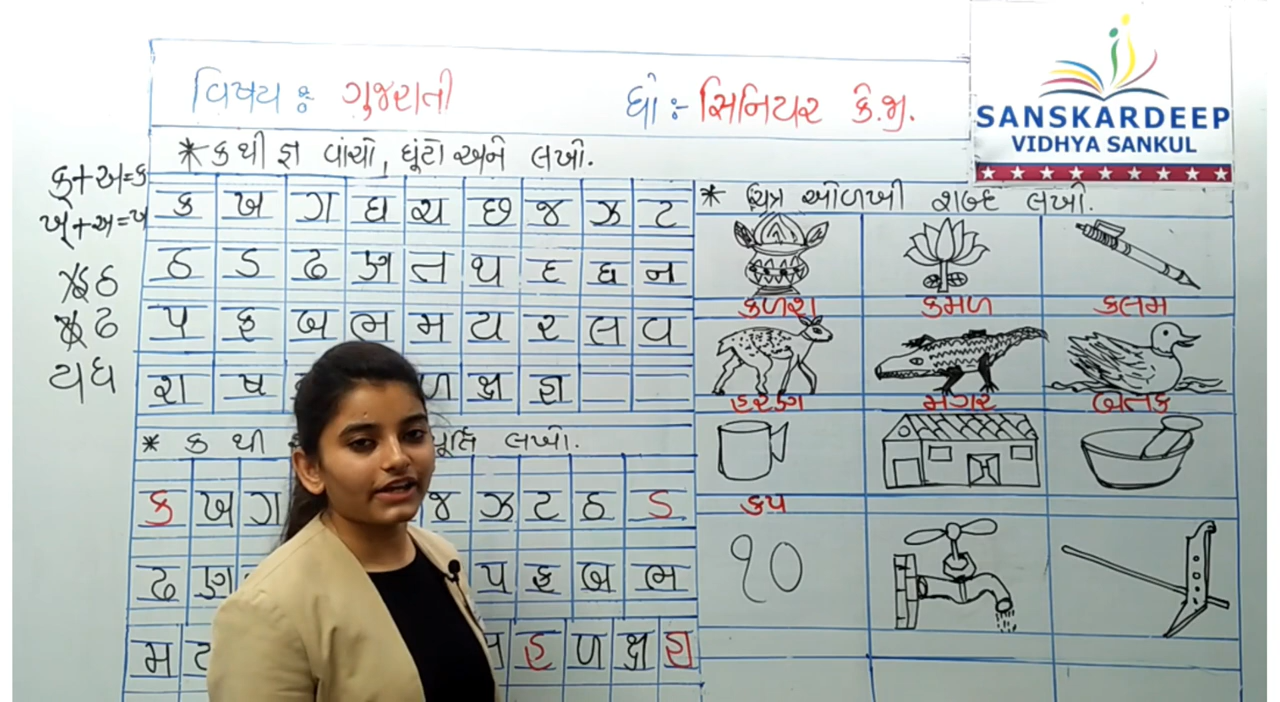 વિષય : ગુજરાતી
ધો :- સિનિયર કે.જી.
SANSKARDEEP
VIDHYA SANKUL
* ક થી જ્ઞ વાંચો, ઘૂંટો અને લખો.
ક્+અ=ક
ખ્+અ=ખ
ઠ
ઢ
ય ધ
ક ખ ગ ઘ ચ છ જ ઝ ટ
ઠ ડ ઢ ણ ત થ દ ધ ન
પ ફ બ ભ મ ય ર લ વ
શ ષ ળ ક્ષ જ્ઞ
* ક થી પૂર્તિ લખો.
ક ખ ગ જ ઝ ટ ઠ ડ
ઢ ણ પ ફ બ ભ
મ હ ળ ક્ષ જ્ઞ
* ચિત્ર ઓળખી શબ્દ લખો.
કળશ કમળ કલમ
હરણ મગર બતક
કપ
૧૦